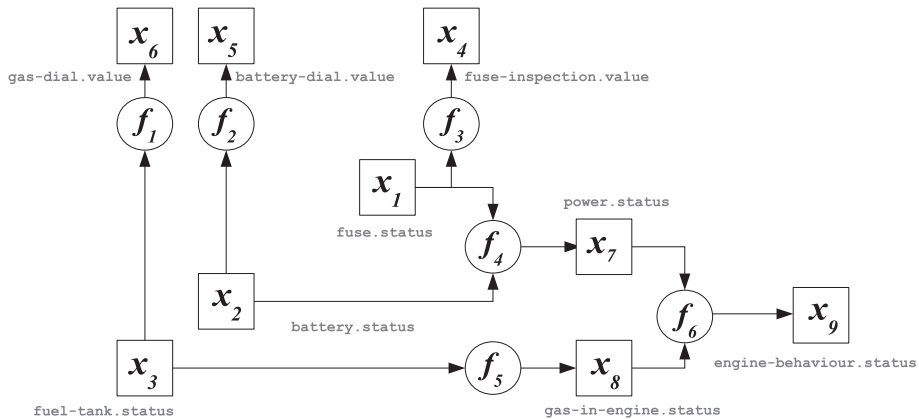 x6 x5 x4
gas-dial.value battery-dial.value fuse-inspection.value
f1 f2 f3
x1
fuse.status
power.status
f4 x7
x2
battery.status
f6 x9
engine-behaviour.status
x3 f5 x8
fuel-tank.status gas-in-engine.status